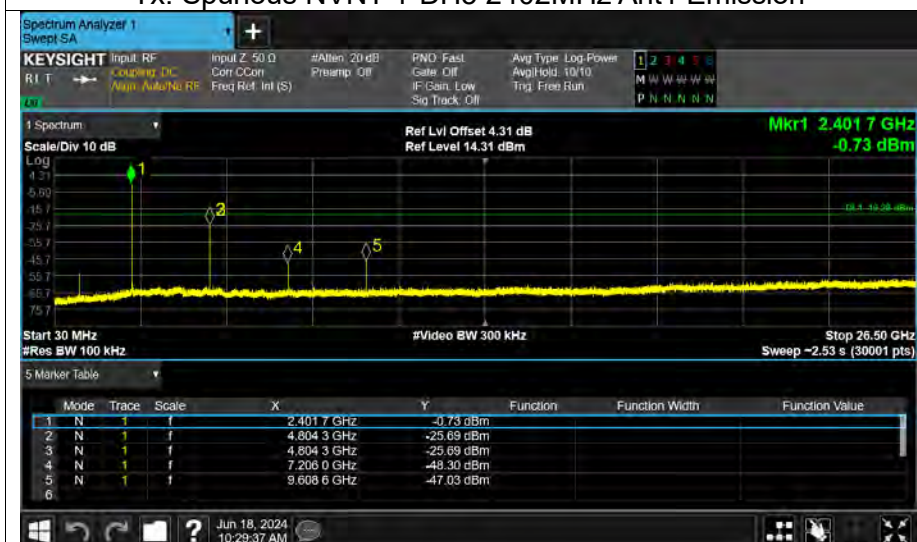 Tx. Spurious NVNT 1-DH5 2402MHz Ant1 Emission
Spectrum Analyzer 1
Swept SA
+
KEYSIGHT Input: RF Input Z: 50 Ω #Atten: 20 dB PNO: Fast Avg Type: Log-Power 1 2 3 4 5 6
RLT Coupling: DC Corr CCorr Preamp: Off Gate: Off Avg|Hold: 10/10 M W W W W W
Align: Auto/No RF Freq Ref: Int (S) IF Gain: Low Trig: Free Run
Sig Track: Off P N N N N N
1 Spectrum Ref Lvl Offset 4.31 dB Mkr1 2.401 7 GHz
Scale/Div 10 dB Ref Level 14.31 dBm -0.73 dBm
Log
4.31 1
-5.69
-15.7 2 DL1 -19.28 dBm
-25.7
-35.7 4 5
-45.7
-55.7
-65.7
-75.7
Start 30 MHz #Video BW 300 kHz Stop 26.50 GHz
#Res BW 100 kHz Sweep ~2.53 s (30001 pts)
5 Marker Table
Mode Trace Scale X Y Function Function Width Function Value
1 N 1 f 2.401 7 GHz -0.73 dBm
2 N 1 f 4.804 3 GHz -25.69 dBm
3 N 1 f 4.804 3 GHz -25.69 dBm
4 N 1 f 7.206 0 GHz -48.30 dBm
5 N 1 f 9.608 6 GHz -47.03 dBm
6
? Jun 18, 2024
10:29:37 AM